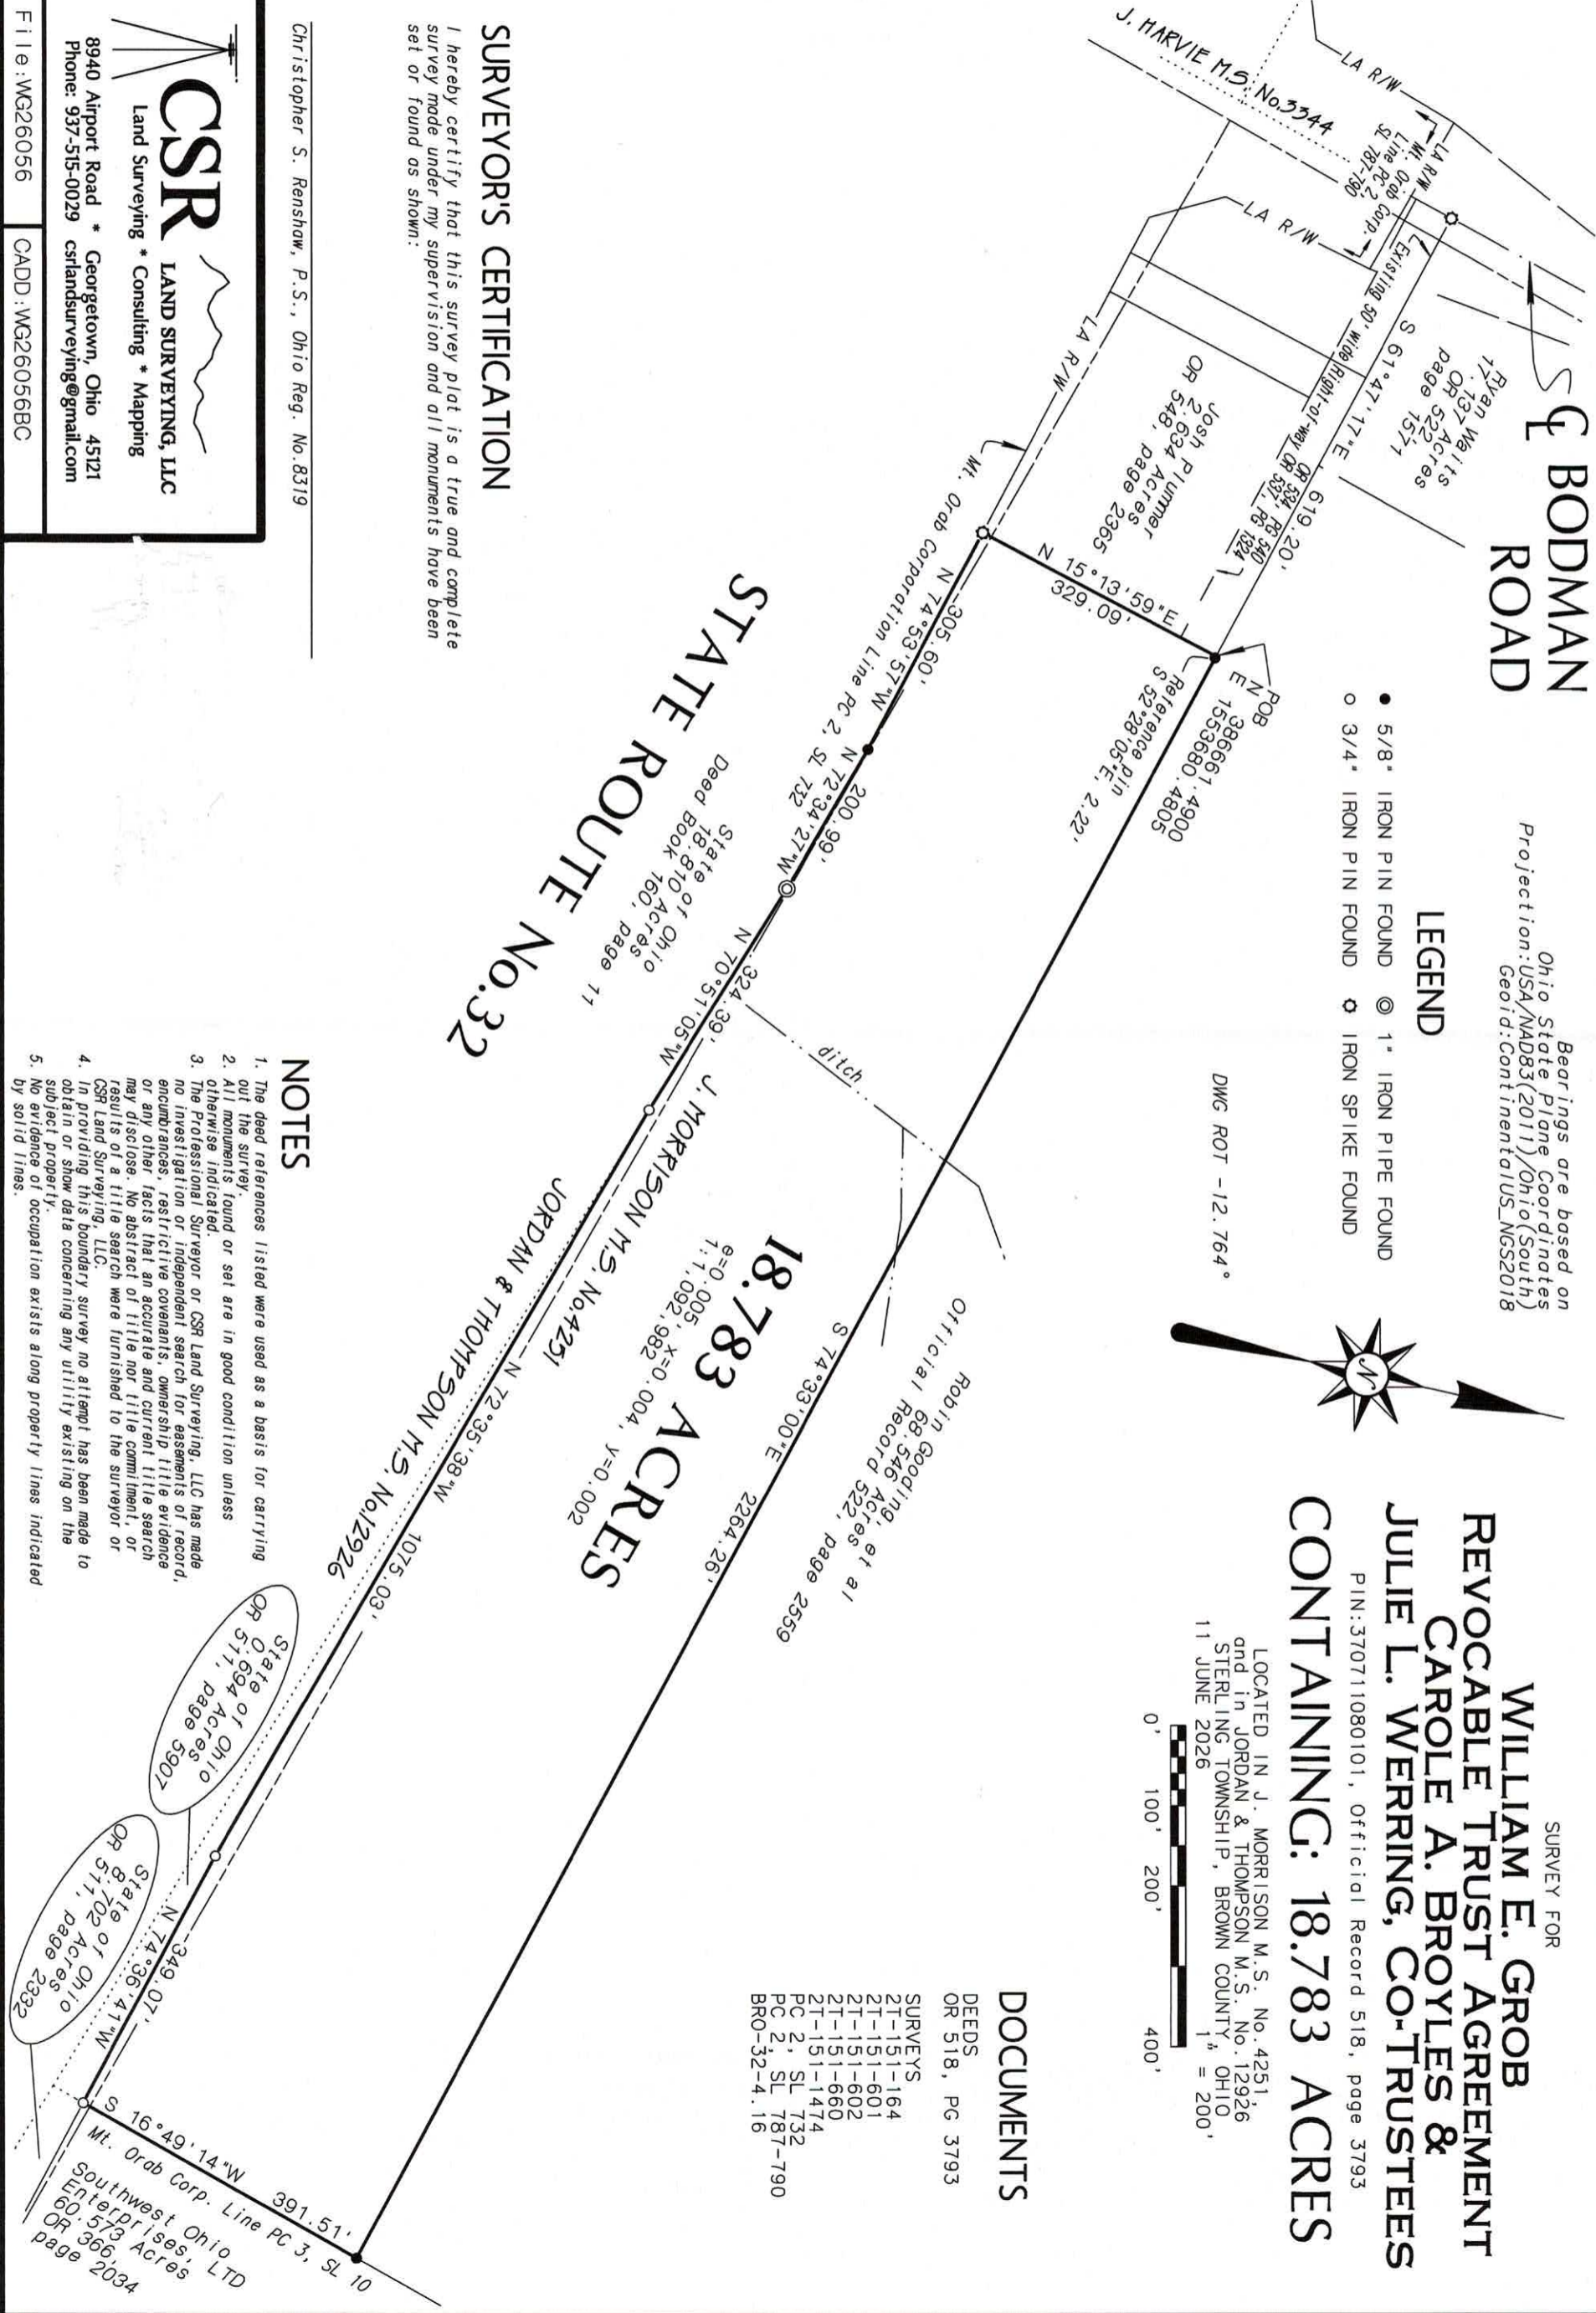 SURVEY FOR
WILLIAM E. GROB
REVOCABLE TRUST AGREEMENT
CAROLE A. BROYLES &
JULIE L. WERRING, CO-TRUSTEES
PIN:370711080101, Official Record 518, page 3793
CONTAINING: 18.783 ACRES
LOCATED IN J. MORRISON M.S. No.4251,
and in JORDAN & THOMPSON M.S. No.12926
STERLING TOWNSHIP, BROWN COUNTY, OHIO
11 JUNE 2026
1" = 200'
0' 100' 200' 400'
DOCUMENTS
DEEDS
OR 518, PG 3793
SURVEYS
2T-151-164
2T-151-601
2T-151-602
2T-151-660
2T-151-1474
PC 2, SL 732
PC 2, SL 787-790
BRO-32-4.16
Bearings are based on
Ohio State Plane Coordinates
Projection:USA/NAD83(2011)/Ohio(South)
Geoid:ContinentalUS_NGS2018
LEGEND
5/8" IRON PIN FOUND
1" IRON PIPE FOUND
3/4" IRON PIN FOUND
IRON SPIKE FOUND
DWG ROT -12.764°
N
℄ BODMAN
ROAD
Ryan Waits
17.137 Acres
OR 522
page 1571
S 61°47'17"E
619.20'
Existing 50' wide Right-of-way OR 534, PG 540
OR 537, PG 1324
LA R/W
LA R/W
Mt. Orab Corp.
Line PC 2,
SL 787-790
J. HARVIE M.S. No.3344
LA R/W
LA R/W
Josh Plummer
2.634 Acres
OR 548, page 2365
N 15°13'59"E
329.09'
POB
N 386661.4900
E 1553680.4805
Reference Pin
S 52°28'05"E, 2.22'
Mt. Orab Corporation Line PC 2, SL 732
305.60'
N 74°53'57"W
200.99'
N 72°34'27"W
324.39'
N 70°51'05"W
ditch
State of Ohio
18.810 Acres
Deed Book 160, page 11
STATE ROUTE No.32
J. MORRISON M.S. No.4251
JORDAN & THOMPSON M.S. No.12926
18.783 ACRES
e=0.005, x=0.004, y=0.002
1:1,092,982
Robin Gooding, et al
68.546 Acres
Official Record 522, page 2559
S 74°33'00"E
2264.26'
N 72°35'38"W
1075.03'
State of Ohio
0.694 Acres
OR 511, page 5907
State of Ohio
8.702 Acres
OR 511, page 2332
349.07'
N 74°36'41"W
S 16°49'14"W
391.51'
Mt. Orab Corp. Line PC 3, SL 10
Southwest Ohio
Enterprises, LTD
60.573 Acres
OR 366,
page 2034
SURVEYOR'S CERTIFICATION
I hereby certify that this survey plat is a true and complete
survey made under my supervision and all monuments have been
set or found as shown:
Christopher S. Renshaw, P.S., Ohio Reg. No.8319
NOTES
1. The deed references listed were used as a basis for carrying
out the survey.
2. All monuments found or set are in good condition unless
otherwise indicated.
3. The Professional Surveyor or CSR Land Surveying, LLC has made
no investigation or independent search for easements of record,
encumbrances, restrictive covenants, ownership title evidence
or any other facts that an accurate and current title search
may disclose. No abstract of title nor title commitment, or
results of a title search were furnished to the surveyor or
CSR Land Surveying, LLC.
4. In providing this boundary survey no attempt has been made to
obtain or show data concerning any utility existing on the
subject property.
5. No evidence of occupation exists along property lines indicated
by solid lines.
CSR LAND SURVEYING, LLC
Land Surveying * Consulting * Mapping
8940 Airport Road * Georgetown, Ohio 45121
Phone: 937-515-0029 csrlandsurveying@gmail.com
File:WG26056
CADD:WG26056BC